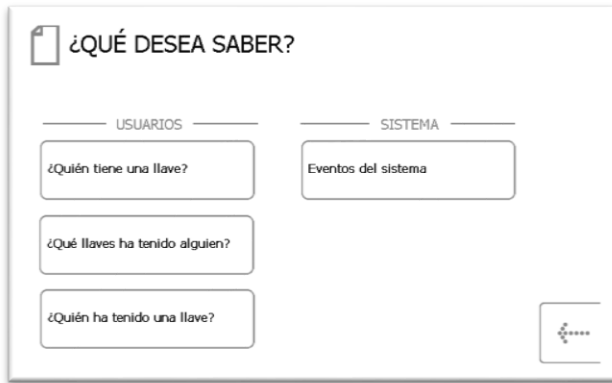 ¿QUÉ DESEA SABER?
USUARIOS
¿Quién tiene una llave?
¿Qué llaves ha tenido alguien?
¿Quién ha tenido una llave?
SISTEMA
Eventos del sistema